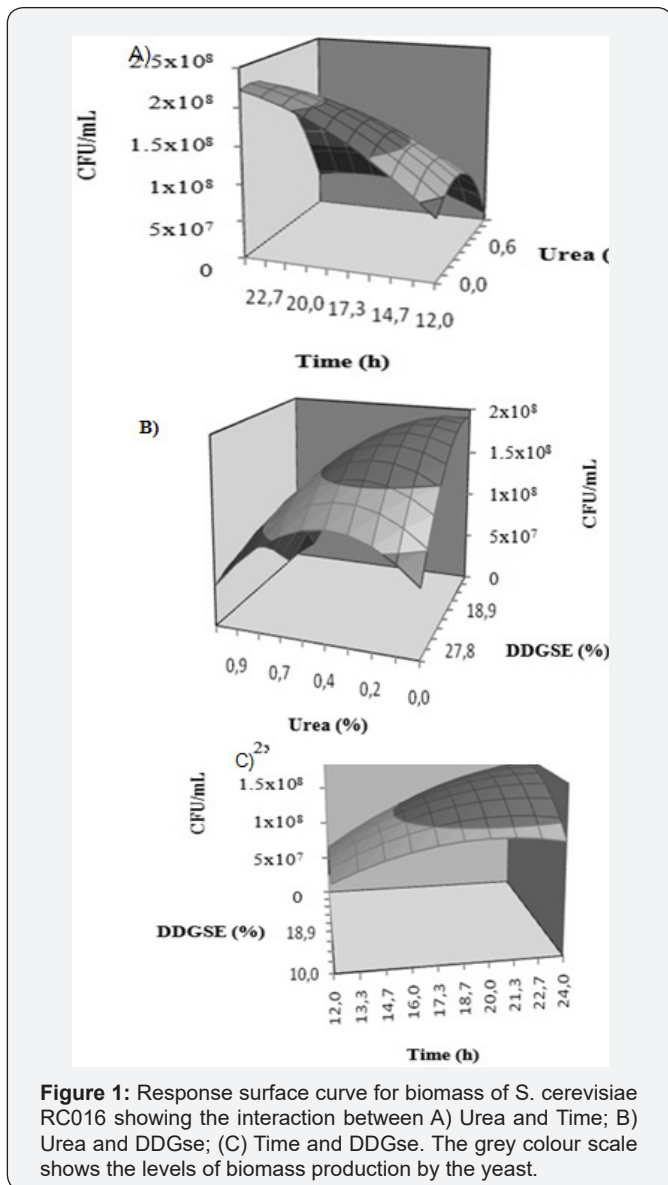 A)
2,5x10⁸
2x10⁸
1.5x10⁸
1x10⁸
5x10⁷
0
CFU/mL
0,6
0,0
Urea (
22,7 20,0 17,3 14,7 12,0
Time (h)
B)
2x10⁸
1.5x10⁸
1x10⁸
5x10⁷
0
CFU/mL
18,9
27,8
DDGSE (%)
0,9 0,7 0,4 0,2 0,0
Urea (%)
C)
1.5x10⁸
1x10⁸
5x10⁷
0
CFU/mL
DDGSE (%)
18,9
10,0
12,0 13,3 14,7 16,0 17,3 18,7 20,0 21,3 22,7 24,0
Time (h)
Figure 1: Response surface curve for biomass of S. cerevisiae
RC016 showing the interaction between A) Urea and Time; B)
Urea and DDGse; (C) Time and DDGse. The grey colour scale
shows the levels of biomass production by the yeast.